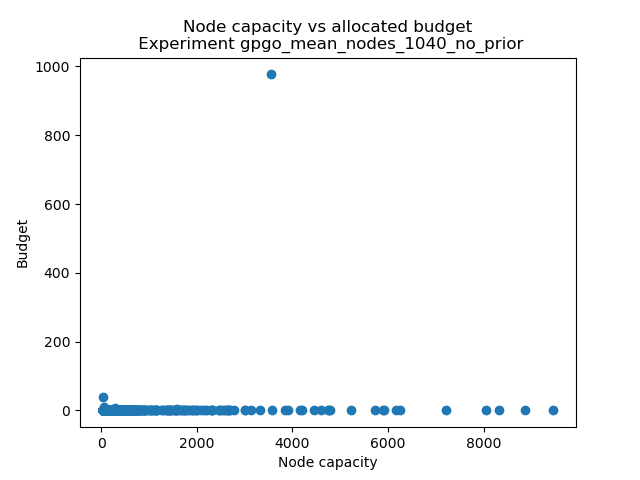 Node capacity vs allocated budget
Experiment gpgo_mean_nodes_1040_no_prior
1000
800
600
400
200
0
Budget
0 2000 4000 6000 8000
Node capacity